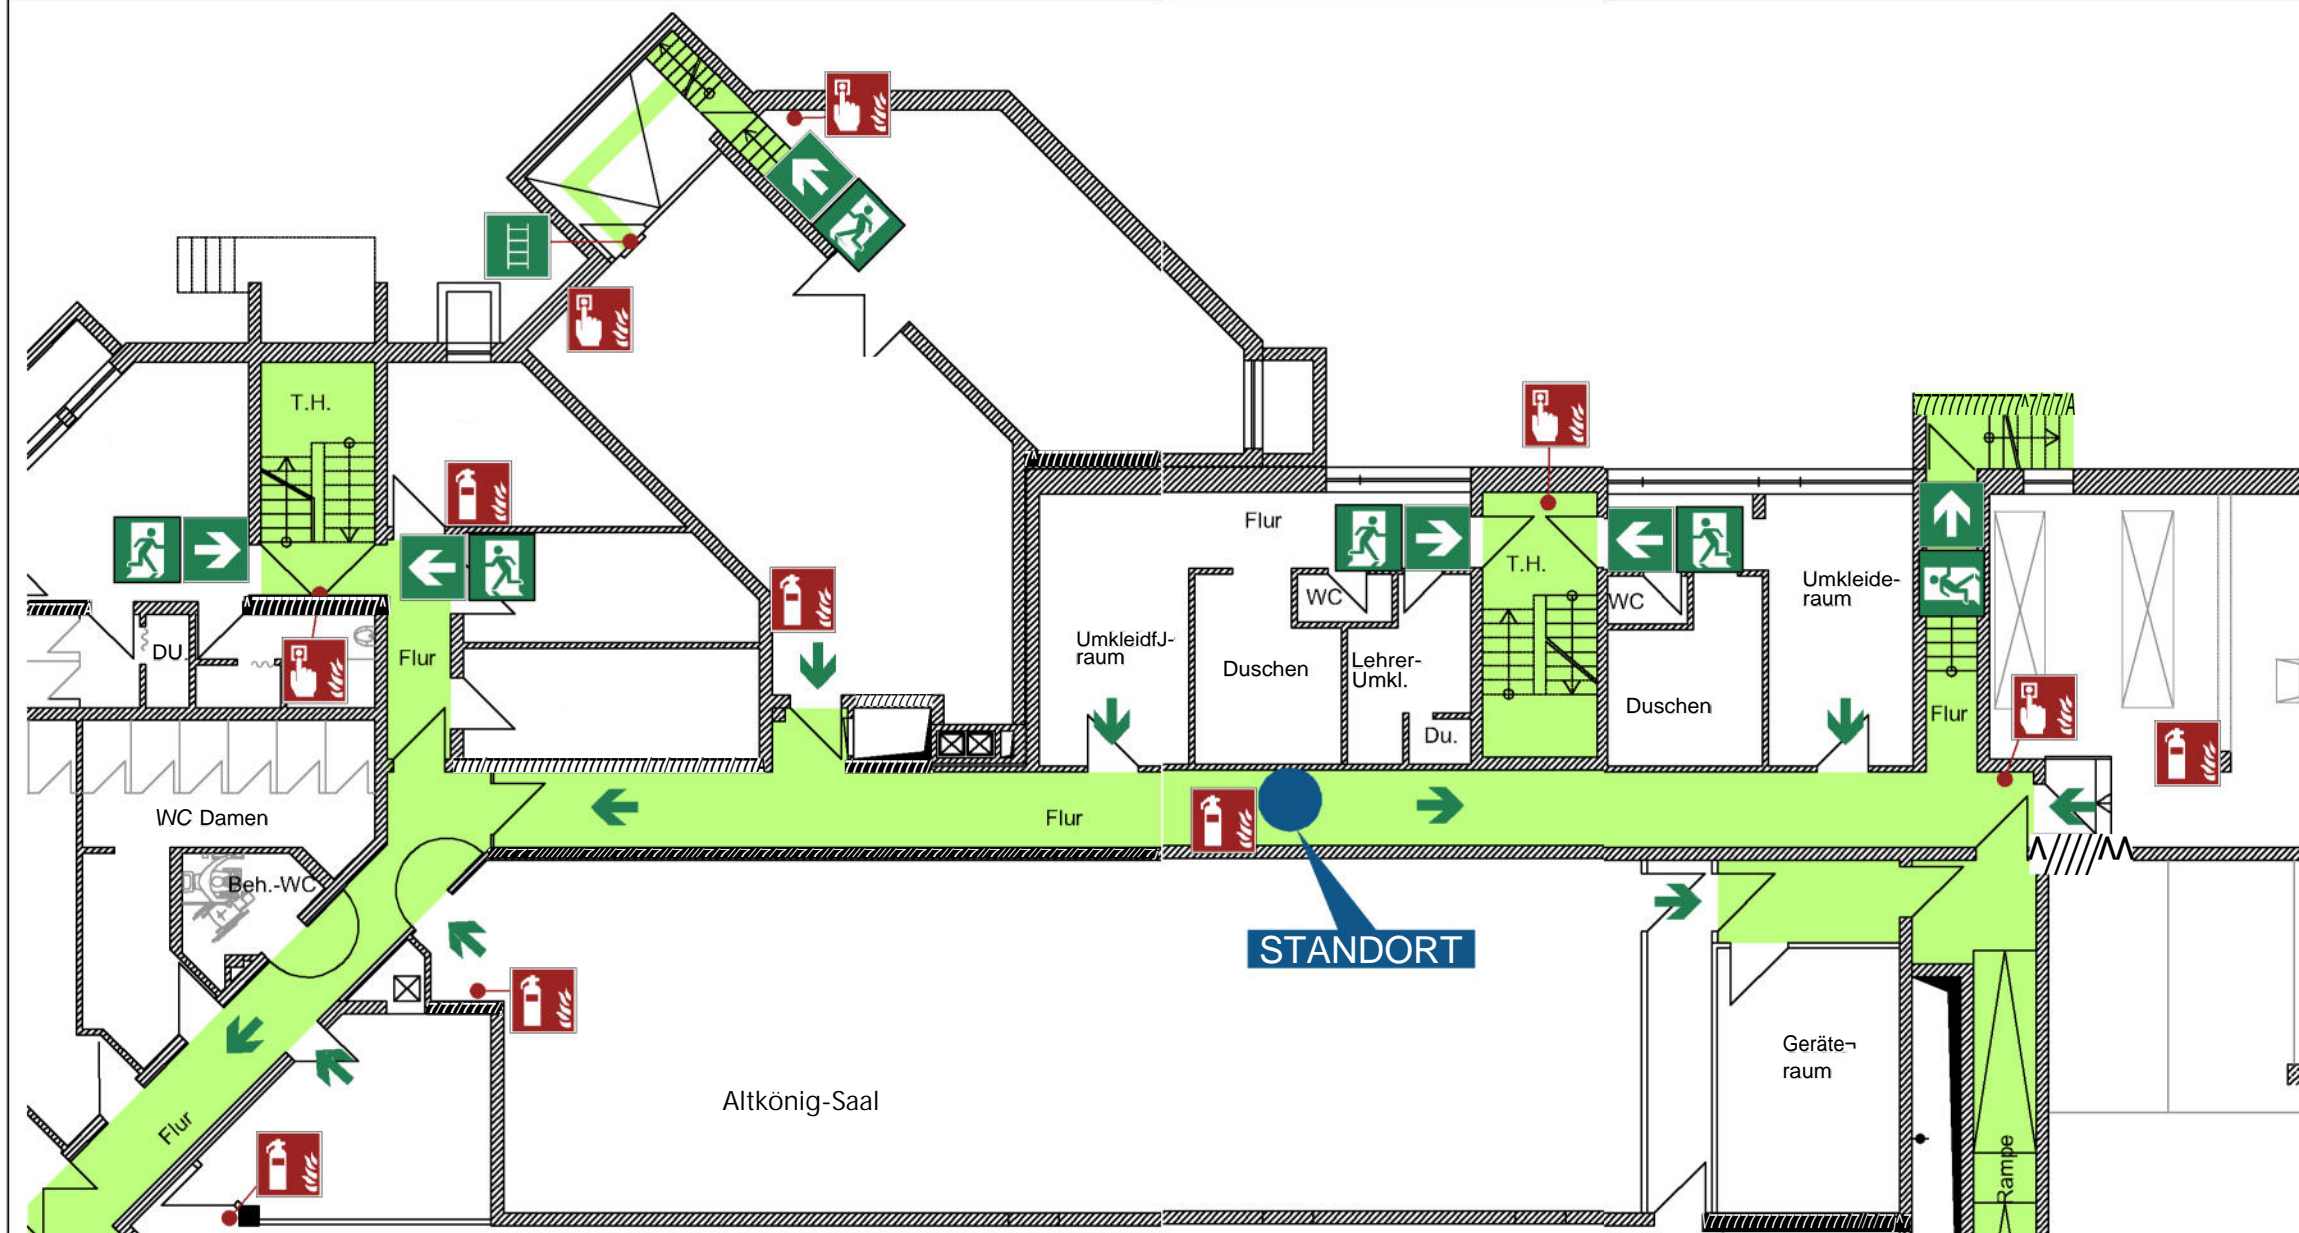 T.H.
Flur
T.H.
WC
WC
Umkleide-
raum
UmkleidfJ-
raum
DU.
Flur
Duschen
Lehrer-
Umkl.
Duschen
Flur
Du.
WC Damen
Flur
Beh.-WC
STANDORT
Geräte¬
raum
Altkönig-Saal
Flur
Rampe